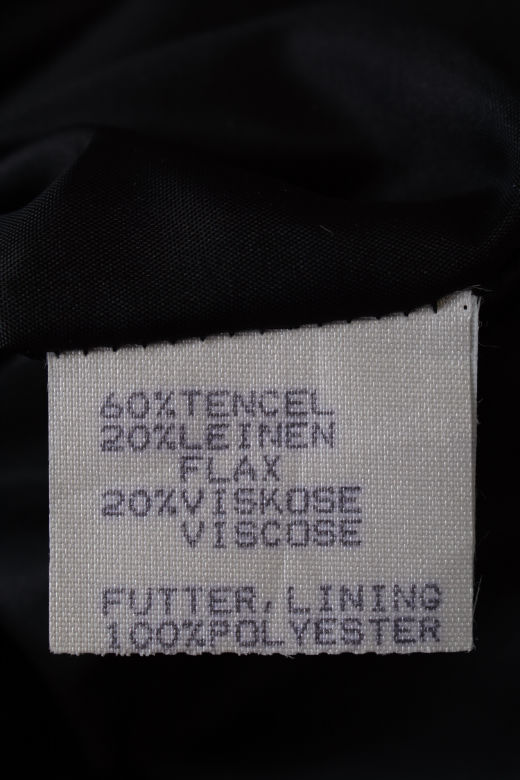 60%TENCEL
20%LEINEN
FLAX
20%VISKOSE
VISCOSE
FUTTER,LINING
100%POLYESTER